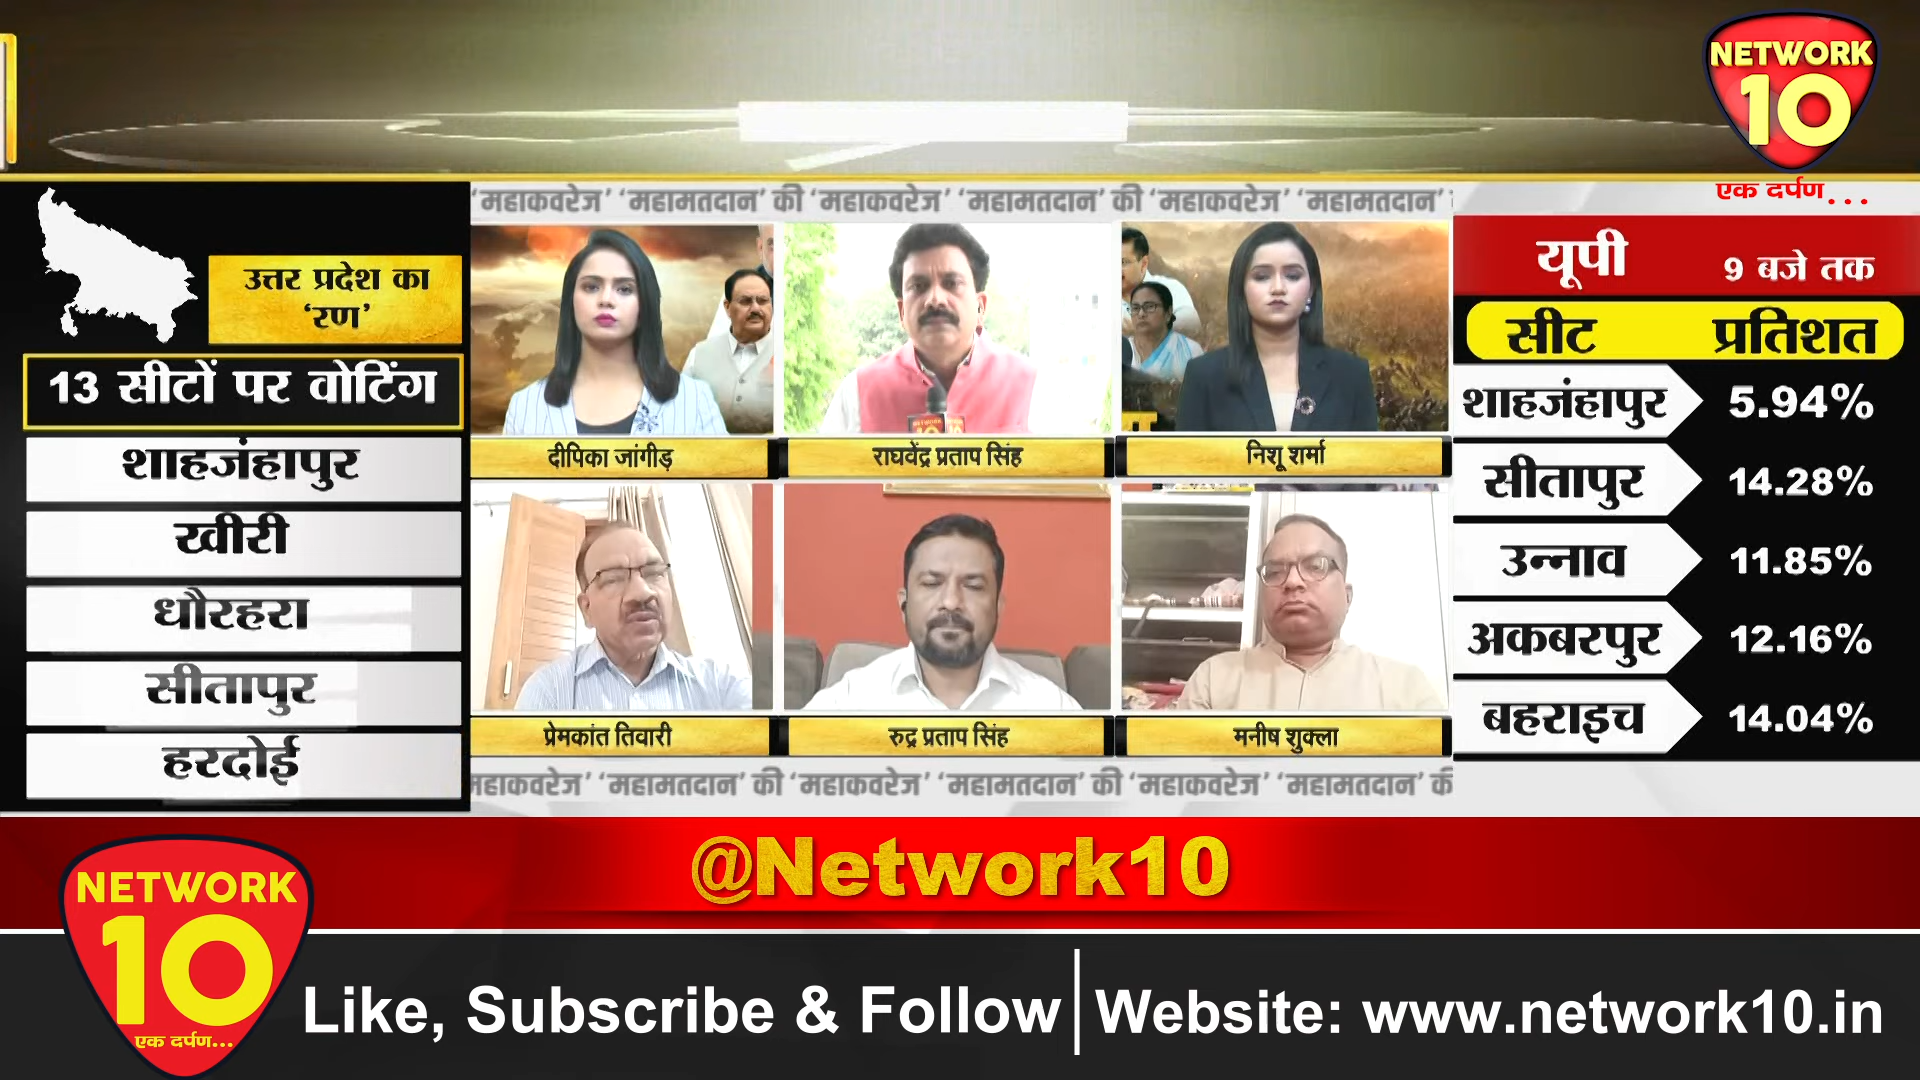 NETWORK
10
एक दर्पण...
'महाकवरेज' 'महामतदान' की 'महाकवरेज' 'महामतदान' की 'महाकवरेज' 'महामतदान'
उत्तर प्रदेश का
'रण'
13 सीटों पर वोटिंग
शाहजंहापुर
खीरी
धौरहरा
सीतापुर
हरदोई
दीपिका जांगीड़
राघवेंद्र प्रताप सिंह
निशू शर्मा
प्रेमकांत तिवारी
रुद्र प्रताप सिंह
मनीष शुक्ला
यूपी 9 बजे तक
सीट प्रतिशत
शाहजंहापुर 5.94%
सीतापुर 14.28%
उन्नाव 11.85%
अकबरपुर 12.16%
बहराइच 14.04%
महाकवरेज' 'महामतदान' की 'महाकवरेज' 'महामतदान' की 'महाकवरेज' 'महामतदान' की
@Network10
NETWORK
10
एक दर्पण...
Like, Subscribe & Follow
Website: www.network10.in